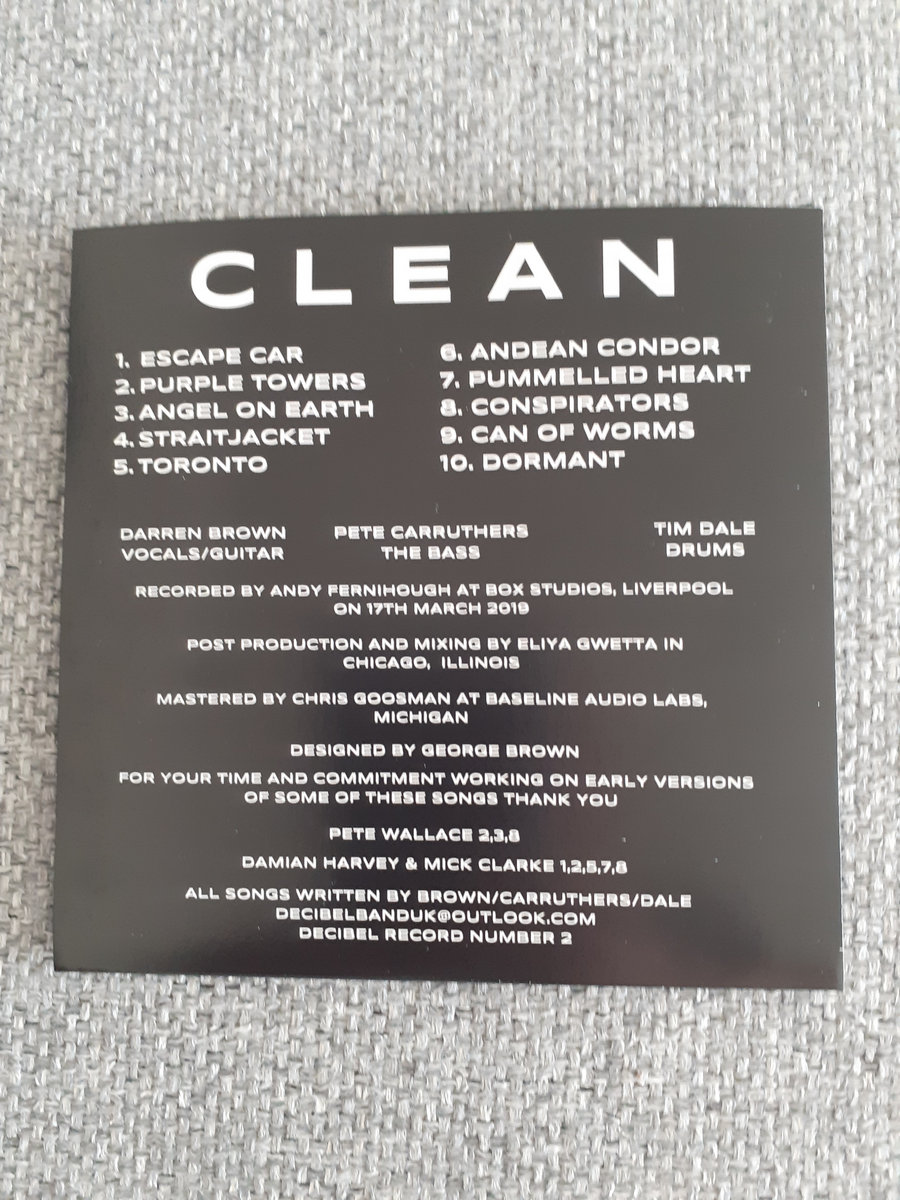 CLEAN
1. ESCAPE CAR
2. PURPLE TOWERS
3. ANGEL ON EARTH
4. STRAITJACKET
5. TORONTO
6. ANDEAN CONDOR
7. PUMMELLED HEART
8. CONSPIRATORS
9. CAN OF WORMS
10. DORMANT
DARREN BROWN
VOCALS/GUITAR
PETE CARRUTHERS
THE BASS
TIM DALE
DRUMS
RECORDED BY ANDY FERNIHOUGH AT BOX STUDIOS, LIVERPOOL
ON 17TH MARCH 2019
POST PRODUCTION AND MIXING BY ELIYA GWETTA IN
CHICAGO, ILLINOIS
MASTERED BY CHRIS GOOSMAN AT BASELINE AUDIO LABS,
MICHIGAN
DESIGNED BY GEORGE BROWN
FOR YOUR TIME AND COMMITMENT WORKING ON EARLY VERSIONS
OF SOME OF THESE SONGS THANK YOU
PETE WALLACE 2,3,8
DAMIAN HARVEY & MICK CLARKE 1,2,5,7,8
ALL SONGS WRITTEN BY BROWN/CARRUTHERS/DALE
DECIBELBANDUK@OUTLOOK.COM
DECIBEL RECORD NUMBER 2